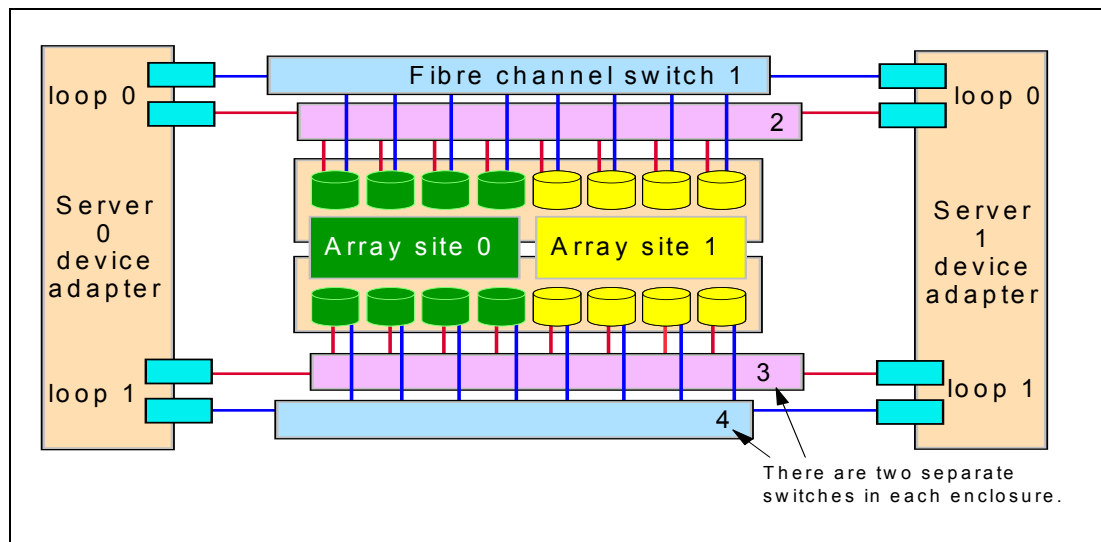 Fibre channel switch 1
loop 0
loop 0
2
Server
0
device
adapter
Array site 0
Array site 1
Server
1
device
adapter
3
loop 1
loop 1
4
There are two separate
switches in each enclosure.